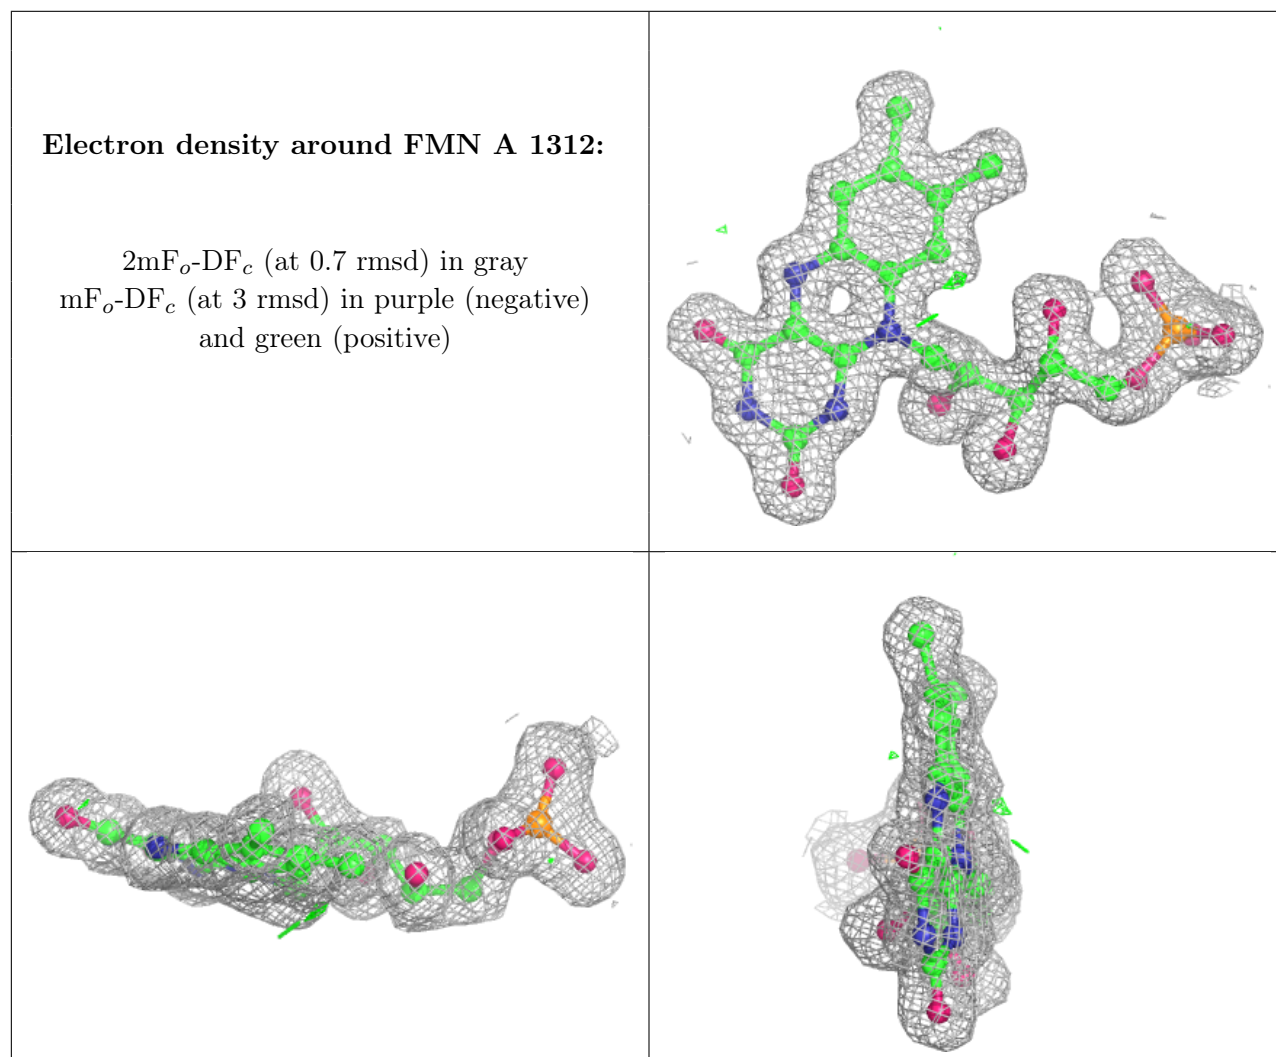 Electron density around FMN A 1312:
2mFo-DFc (at 0.7 rmsd) in gray
mFo-DFc (at 3 rmsd) in purple (negative)
and green (positive)